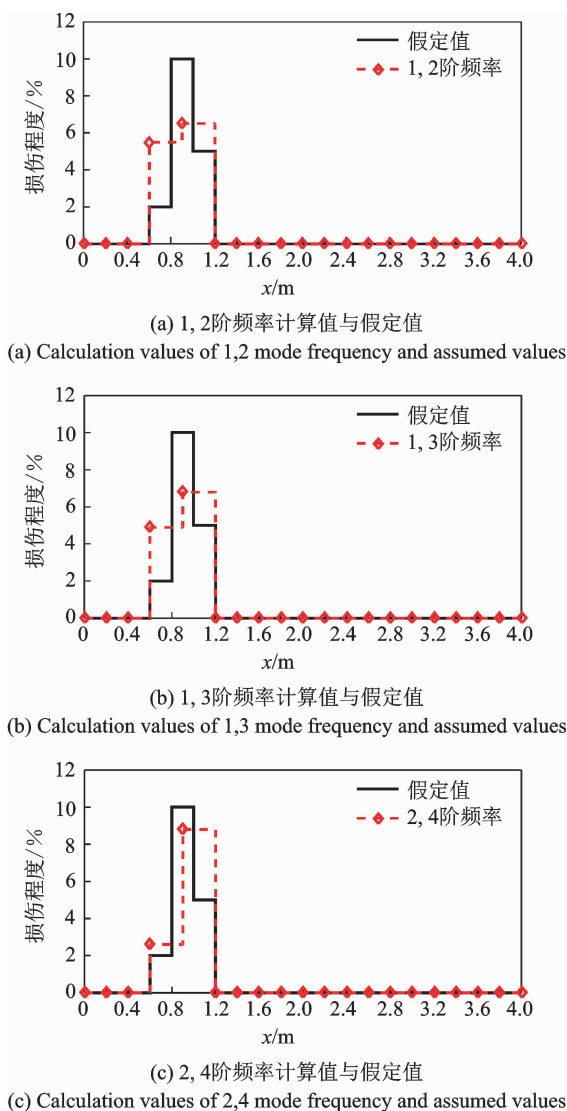 12
10
8
6
4
2
0
损伤程度/%
假定值
1, 2阶频率
0 0.4 0.8 1.2 1.6 2.0 2.4 2.8 3.2 3.6 4.0
x/m
(a) 1, 2阶频率计算值与假定值
(a) Calculation values of 1,2 mode frequency and assumed values
12
10
8
6
4
2
0
损伤程度/%
假定值
1, 3阶频率
0 0.4 0.8 1.2 1.6 2.0 2.4 2.8 3.2 3.6 4.0
x/m
(b) 1, 3阶频率计算值与假定值
(b) Calculation values of 1,3 mode frequency and assumed values
12
10
8
6
4
2
0
损伤程度/%
假定值
2, 4阶频率
0 0.4 0.8 1.2 1.6 2.0 2.4 2.8 3.2 3.6 4.0
x/m
(c) 2, 4阶频率计算值与假定值
(c) Calculation values of 2,4 mode frequency and assumed values